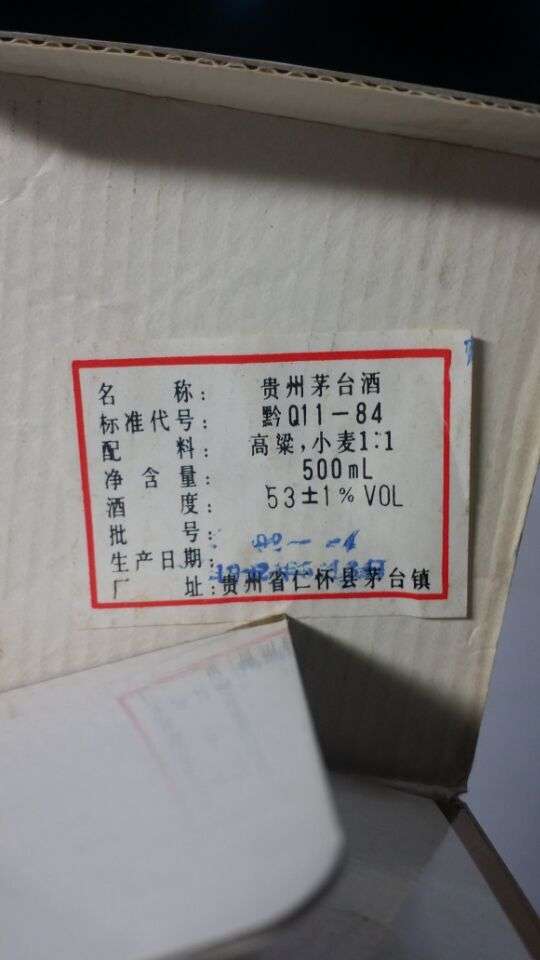 名称：贵州茅台酒
标准代号：黔Q11-84
配料：高粱，小麦1:1
净含量：500mL
酒度：53±1% VOL
批号：
生产日期：
厂址：贵州省仁怀县茅台镇